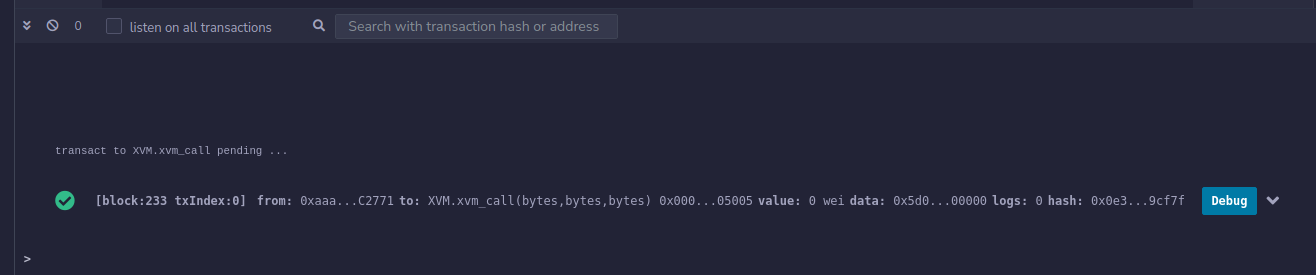 0 listen on all transactions Search with transaction hash or address
transact to XVM.xvm_call pending ...
[block:233 txIndex:0] from: 0xaaa...C2771 to: XVM.xvm_call(bytes,bytes,bytes) 0x000...05005 value: 0 wei data: 0x5d0...00000 logs: 0 hash: 0x0e3...9cf7f Debug
>